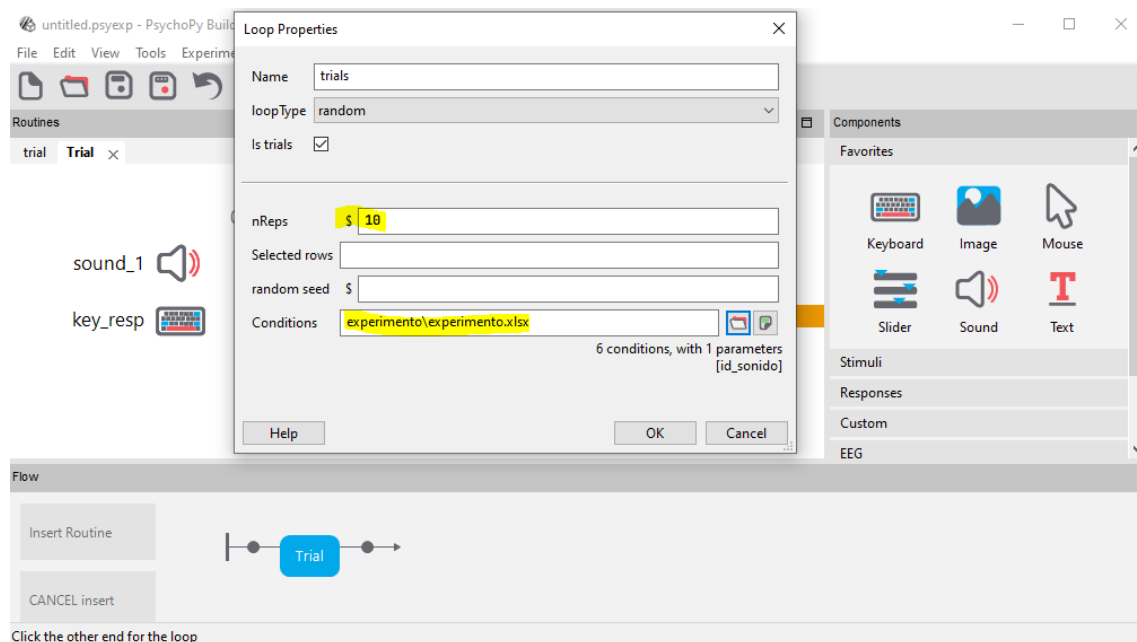 untitled.psyexp - PsychoPy Build
File Edit View Tools Experime
Loop Properties
Name trials
loopType random
Is trials
nReps $ 10
Selected rows
random seed $
Conditions experimento\experimento.xlsx
6 conditions, with 1 parameters
[id_sonido]
Help OK Cancel
Routines
trial Trial
sound_1
key_resp
Components
Favorites
Keyboard Image Mouse
Slider Sound Text
Stimuli
Responses
Custom
EEG
Flow
Insert Routine
Trial
CANCEL insert
Click the other end for the loop